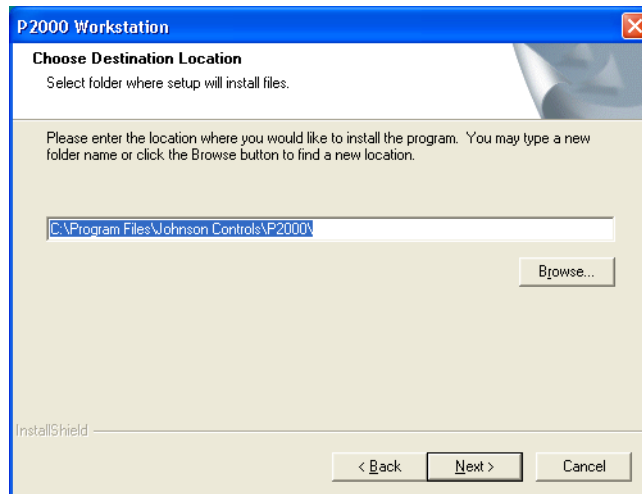 P2000 Workstation
Choose Destination Location
Select folder where setup will install files.
Please enter the location where you would like to install the program. You may type a new
folder name or click the Browse button to find a new location.
C:\Program Files\Johnson Controls\P2000\
Browse...
InstallShield
< Back Next > Cancel